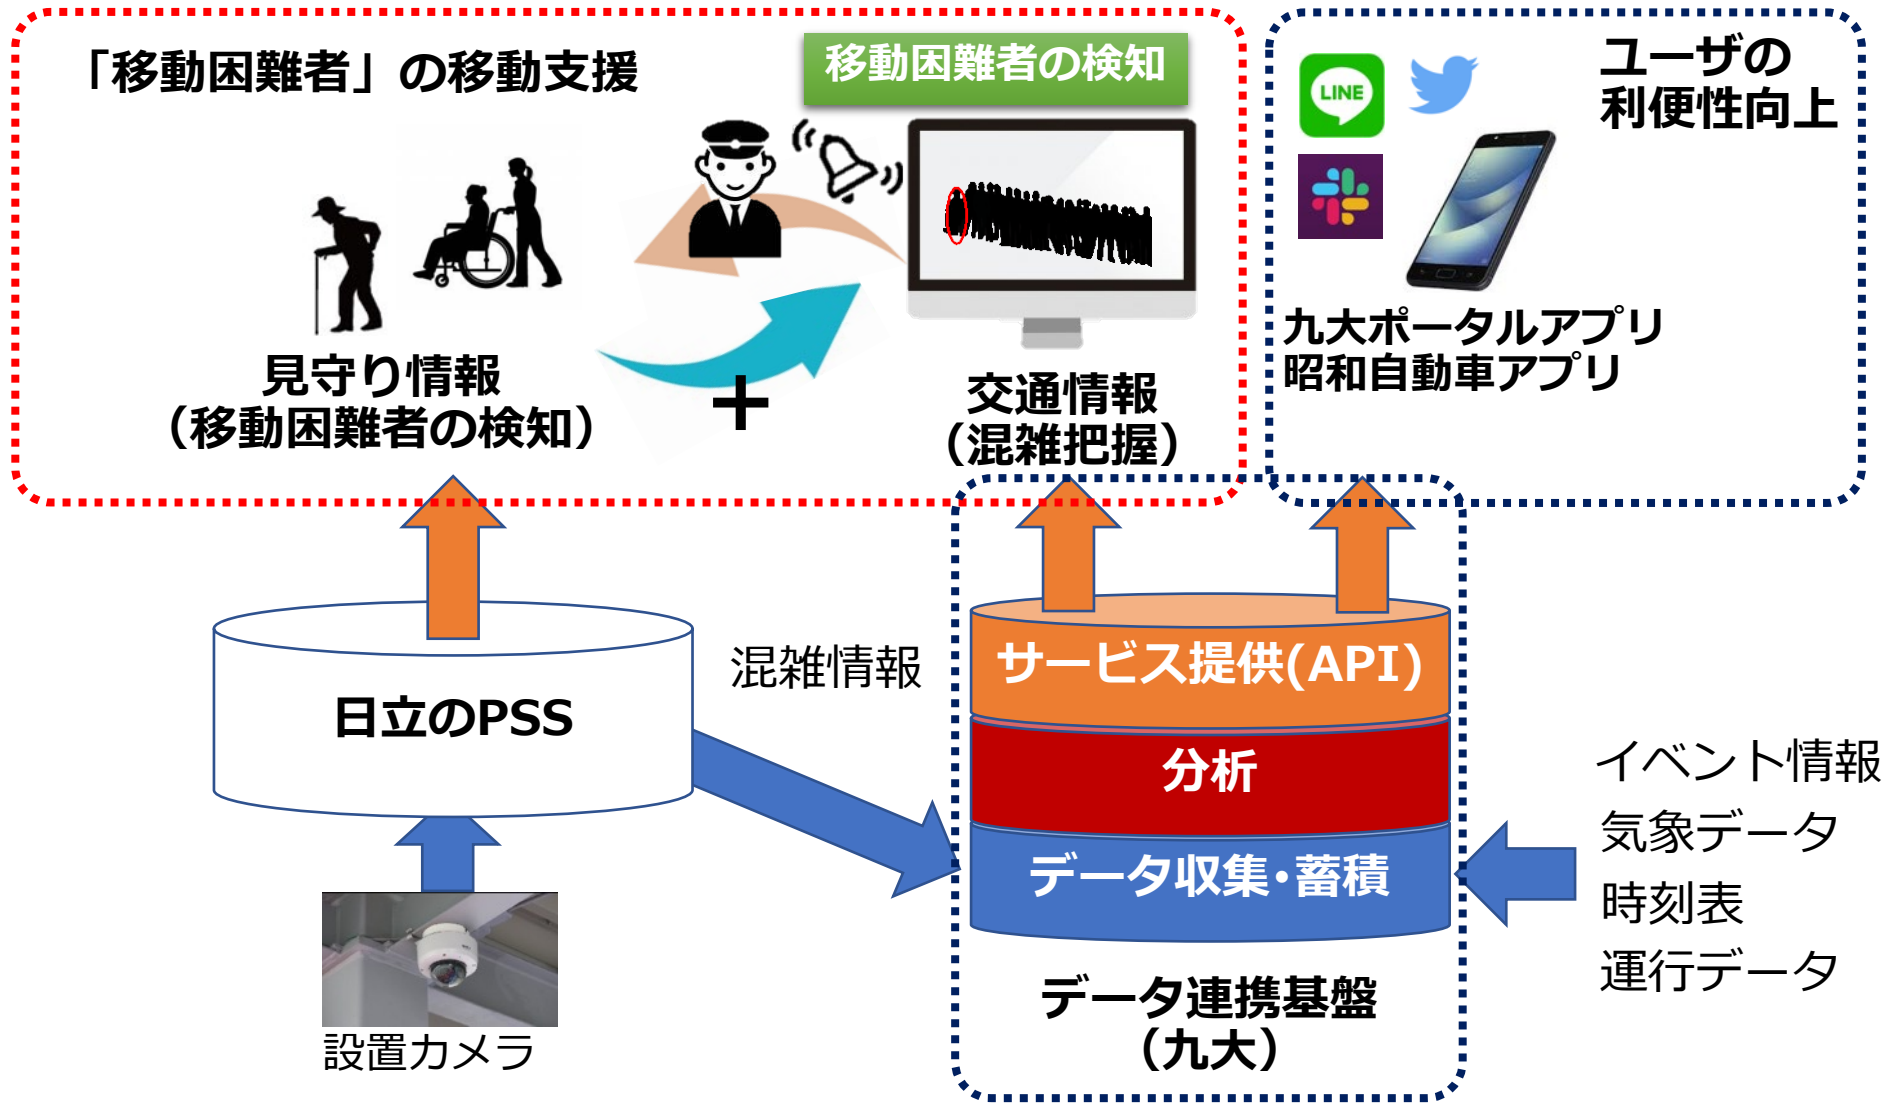 「移動困難者」の移動支援
移動困難者の検知
見守り情報
（移動困難者の検知）
＋
交通情報
（混雑把握）
LINE
ユーザの
利便性向上
九大ポータルアプリ
昭和自動車アプリ
日立のPSS
混雑情報
設置カメラ
サービス提供(API)
分析
データ収集・蓄積
データ連携基盤
（九大）
イベント情報
気象データ
時刻表
運行データ